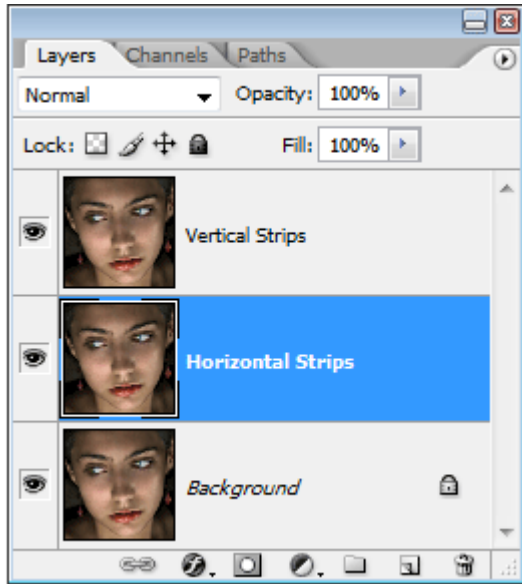 Layers Channels Paths
Normal Opacity: 100%
Lock: Fill: 100%
Vertical Strips
Horizontal Strips
Background